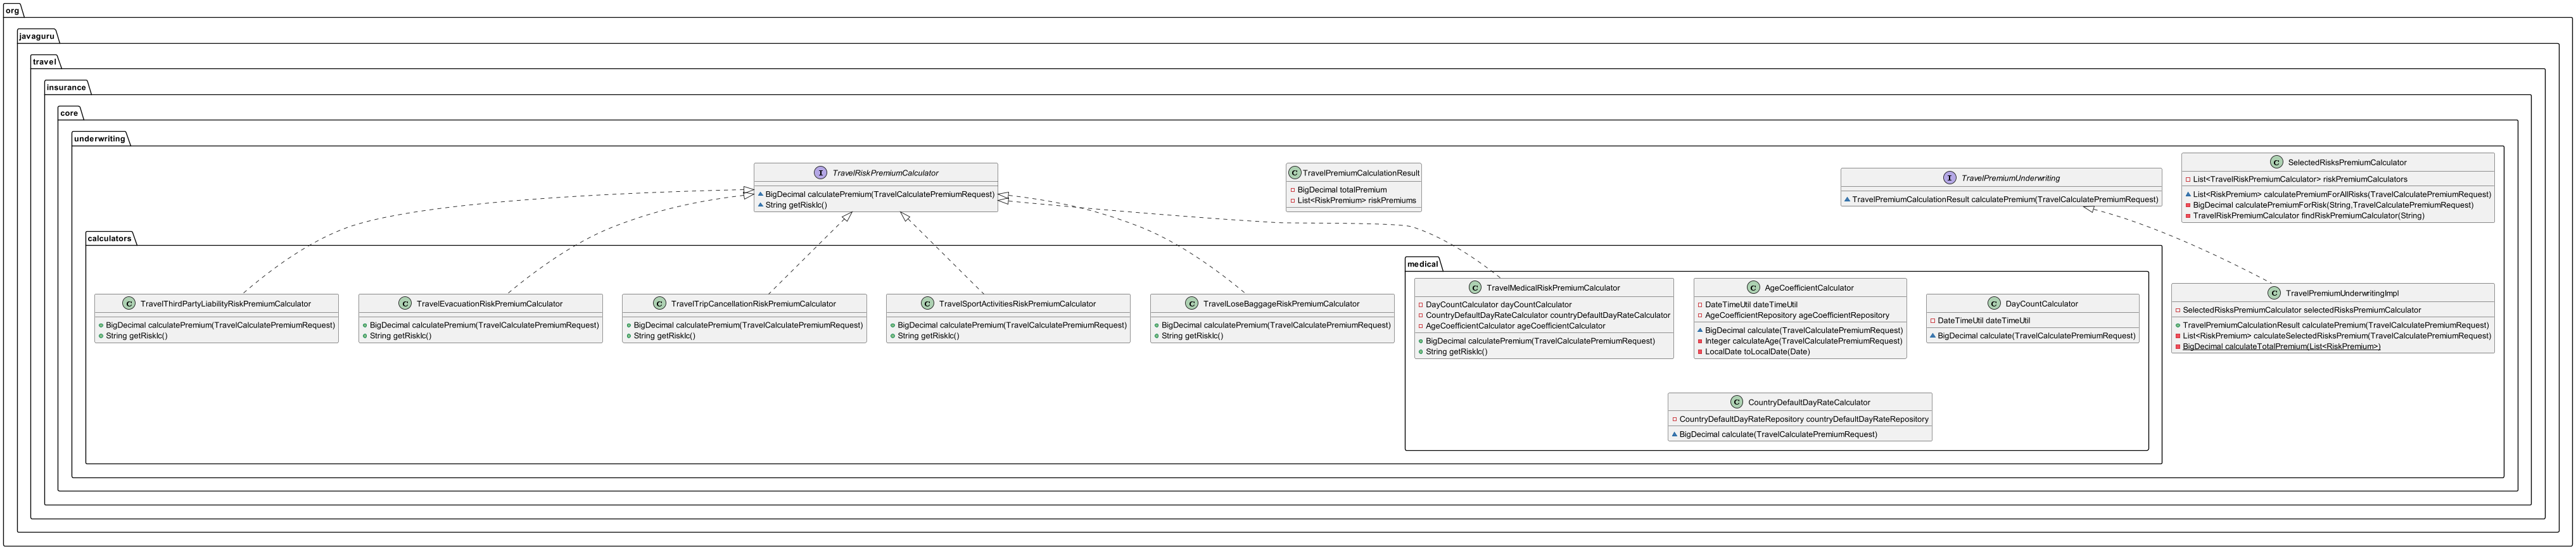 org
javaguru
travel
insurance
core
underwriting
I TravelRiskPremiumCalculator
BigDecimal calculatePremium(TravelCalculatePremiumRequest)
String getRiskIc()
C TravelPremiumCalculationResult
BigDecimal totalPremium
List<RiskPremium> riskPremiums
I TravelPremiumUnderwriting
TravelPremiumCalculationResult calculatePremium(TravelCalculatePremiumRequest)
C SelectedRisksPremiumCalculator
List<TravelRiskPremiumCalculator> riskPremiumCalculators
List<RiskPremium> calculatePremiumForAllRisks(TravelCalculatePremiumRequest)
BigDecimal calculatePremiumForRisk(String,TravelCalculatePremiumRequest)
TravelRiskPremiumCalculator findRiskPremiumCalculator(String)
calculators
C TravelThirdPartyLiabilityRiskPremiumCalculator
BigDecimal calculatePremium(TravelCalculatePremiumRequest)
String getRiskIc()
C TravelEvacuationRiskPremiumCalculator
BigDecimal calculatePremium(TravelCalculatePremiumRequest)
String getRiskIc()
C TravelTripCancellationRiskPremiumCalculator
BigDecimal calculatePremium(TravelCalculatePremiumRequest)
String getRiskIc()
C TravelSportActivitiesRiskPremiumCalculator
BigDecimal calculatePremium(TravelCalculatePremiumRequest)
String getRiskIc()
C TravelLoseBaggageRiskPremiumCalculator
BigDecimal calculatePremium(TravelCalculatePremiumRequest)
String getRiskIc()
medical
C TravelMedicalRiskPremiumCalculator
DayCountCalculator dayCountCalculator
CountryDefaultDayRateCalculator countryDefaultDayRateCalculator
AgeCoefficientCalculator ageCoefficientCalculator
BigDecimal calculatePremium(TravelCalculatePremiumRequest)
String getRiskIc()
C AgeCoefficientCalculator
DateTimeUtil dateTimeUtil
AgeCoefficientRepository ageCoefficientRepository
BigDecimal calculate(TravelCalculatePremiumRequest)
Integer calculateAge(TravelCalculatePremiumRequest)
LocalDate toLocalDate(Date)
C DayCountCalculator
DateTimeUtil dateTimeUtil
BigDecimal calculate(TravelCalculatePremiumRequest)
C TravelPremiumUnderwritingImpl
SelectedRisksPremiumCalculator selectedRisksPremiumCalculator
TravelPremiumCalculationResult calculatePremium(TravelCalculatePremiumRequest)
List<RiskPremium> calculateSelectedRisksPremium(TravelCalculatePremiumRequest)
BigDecimal calculateTotalPremium(List<RiskPremium>)
C CountryDefaultDayRateCalculator
CountryDefaultDayRateRepository countryDefaultDayRateRepository
BigDecimal calculate(TravelCalculatePremiumRequest)